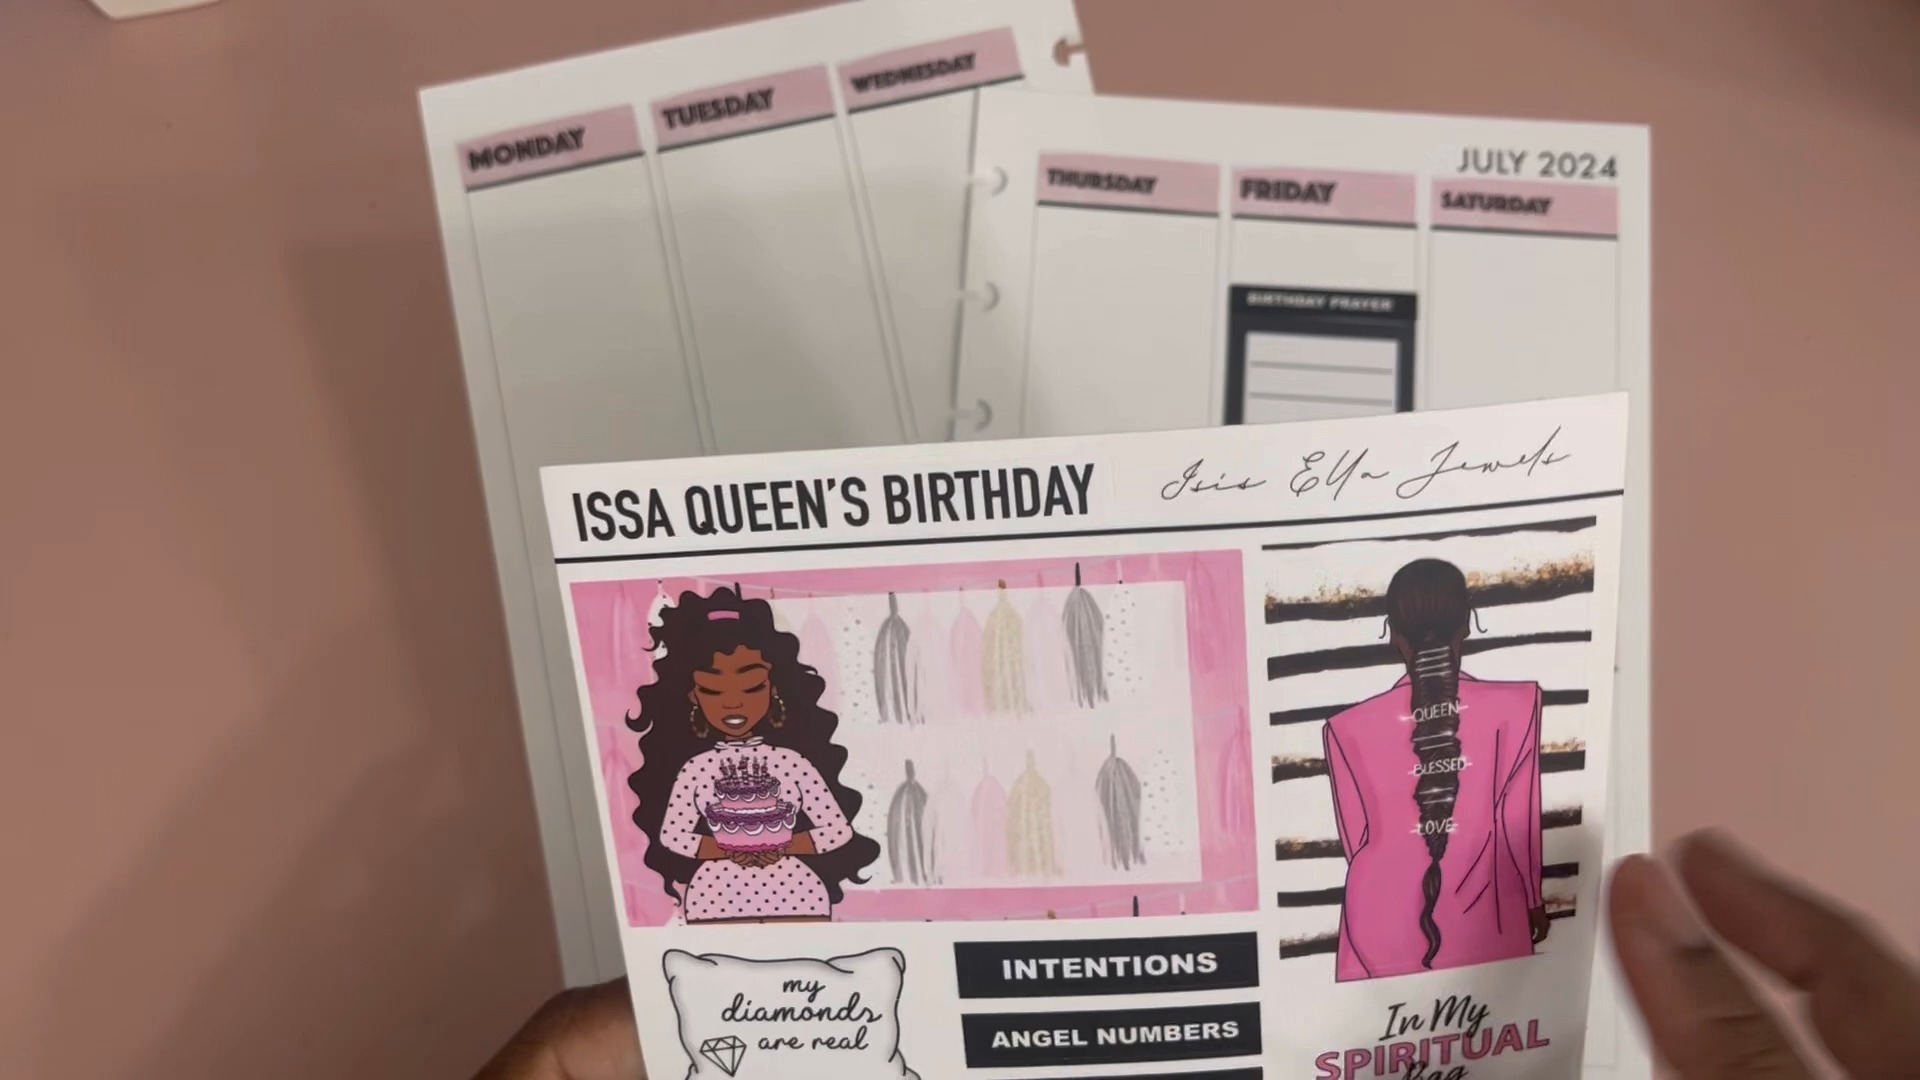 MONDAY
TUESDAY
WEDNESDAY
JULY 2024
THURSDAY
FRIDAY
SATURDAY
BIRTHDAY PRAYER
ISSA QUEEN'S BIRTHDAY
Isis Ella Jewels
QUEEN
BLESSED
LOVE
my
diamonds
are real
INTENTIONS
ANGEL NUMBERS
In My
SPIRITUAL
Bag